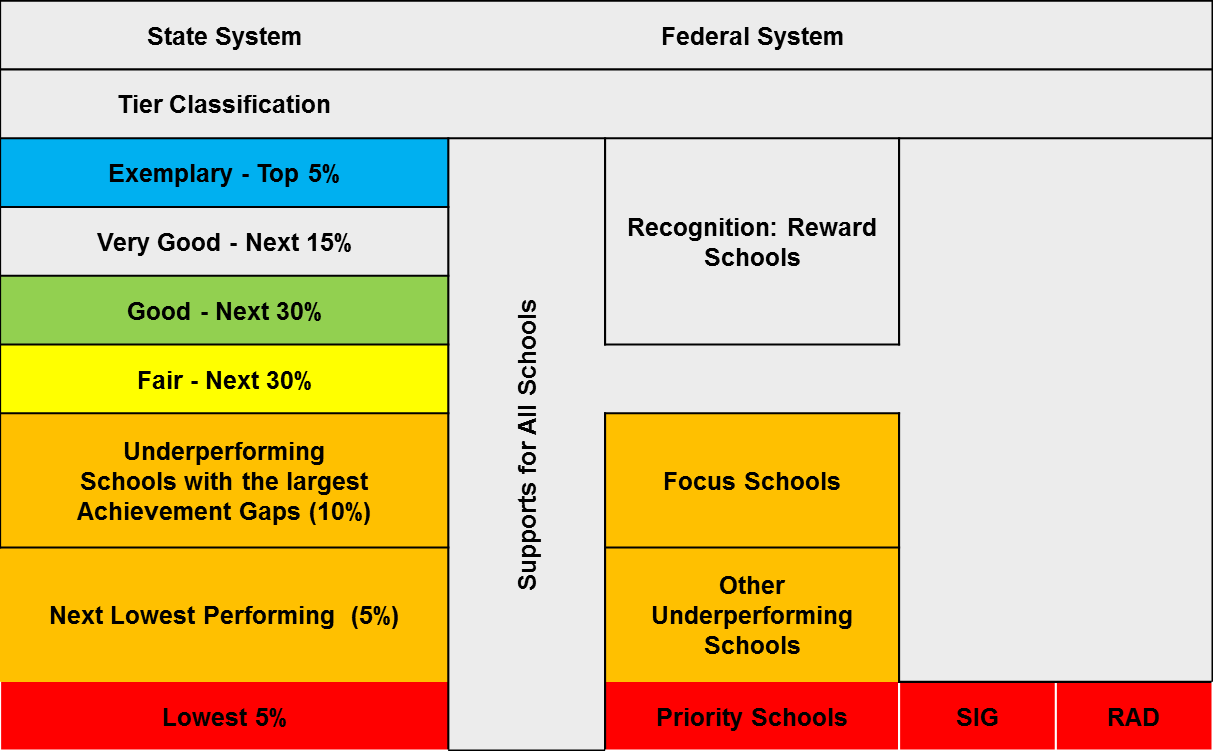 State System
Federal System
Tier Classification
Exemplary - Top 5%
Very Good - Next 15%
Good - Next 30%
Fair - Next 30%
Underperforming
Schools with the largest
Achievement Gaps (10%)
Next Lowest Performing (5%)
Lowest 5%
Supports for All Schools
Recognition: Reward
Schools
Focus Schools
Other
Underperforming
Schools
Priority Schools
SIG
RAD